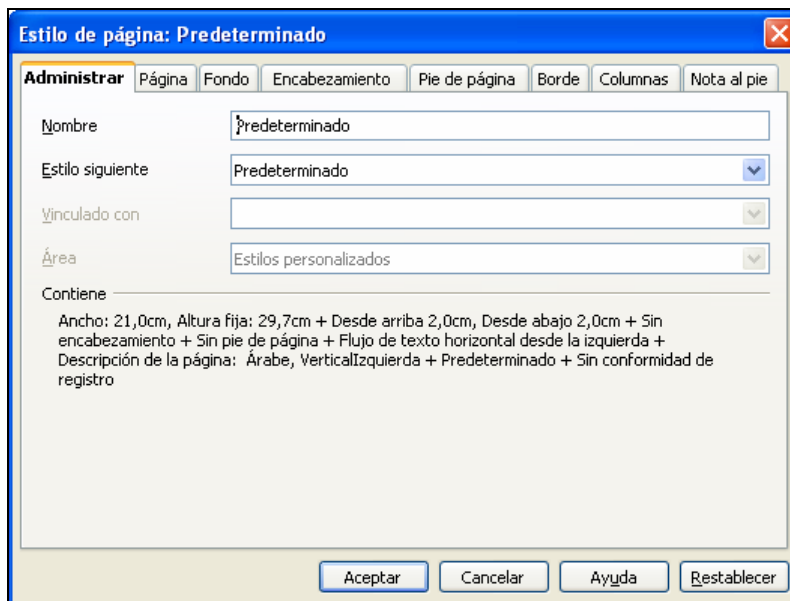 Estilo de página: Predeterminado
Administrar Página Fondo Encabezamiento Pie de página Borde Columnas Nota al pie
Nombre Predeterminado
Estilo siguiente Predeterminado
Vinculado con
Área Estilos personalizados
Contiene
Ancho: 21,0cm, Altura fija: 29,7cm + Desde arriba 2,0cm, Desde abajo 2,0cm + Sin
encabezamiento + Sin pie de página + Flujo de texto horizontal desde la izquierda +
Descripción de la página: Árabe, VerticalIzquierda + Predeterminado + Sin conformidad de
registro
Aceptar Cancelar Ayuda Restablecer